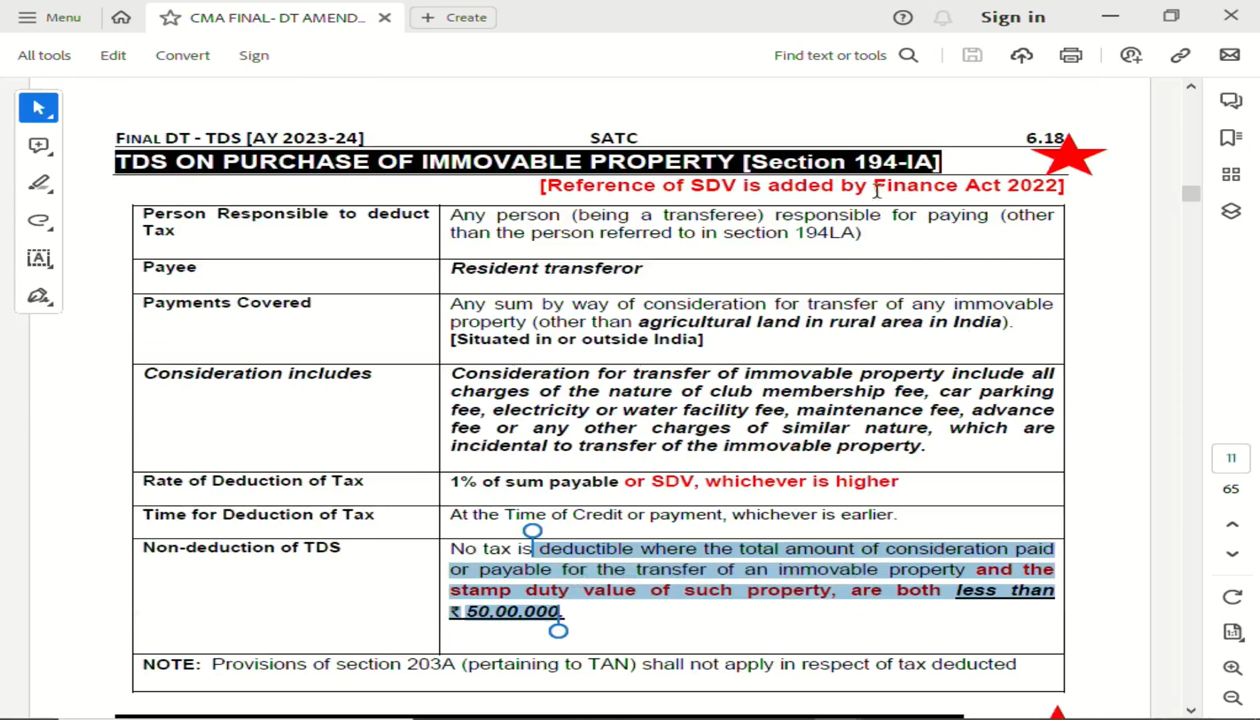 Menu
CMA FINAL- DT AMEND...
Create
Sign in
All tools
Edit
Convert
Sign
Find text or tools
FINAL DT - TDS [AY 2023-24] SATC 6.18
TDS ON PURCHASE OF IMMOVABLE PROPERTY [Section 194-IA]
[Reference of SDV is added by Finance Act 2022]
Person Responsible to deduct
Tax
Any person (being a transferee) responsible for paying (other
than the person referred to in section 194LA)
Payee
Resident transferor
Payments Covered
Any sum by way of consideration for transfer of any immovable
property (other than agricultural land in rural area in India).
[Situated in or outside India]
Consideration includes
Consideration for transfer of immovable property include all
charges of the nature of club membership fee, car parking
fee, electricity or water facility fee, maintenance fee, advance
fee or any other charges of similar nature, which are
incidental to transfer of the immovable property.
Rate of Deduction of Tax
1% of sum payable or SDV, whichever is higher
Time for Deduction of Tax
At the Time of Credit or payment, whichever is earlier.
Non-deduction of TDS
No tax is deductible where the total amount of consideration paid
or payable for the transfer of an immovable property and the
stamp duty value of such property, are both less than
₹ 50,00,000.
NOTE: Provisions of section 203A (pertaining to TAN) shall not apply in respect of tax deducted
11
65